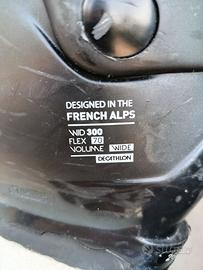 DESIGNED IN THE
FRENCH ALPS
WID 300
FLEX 70
VOLUME WIDE
DECATHLON